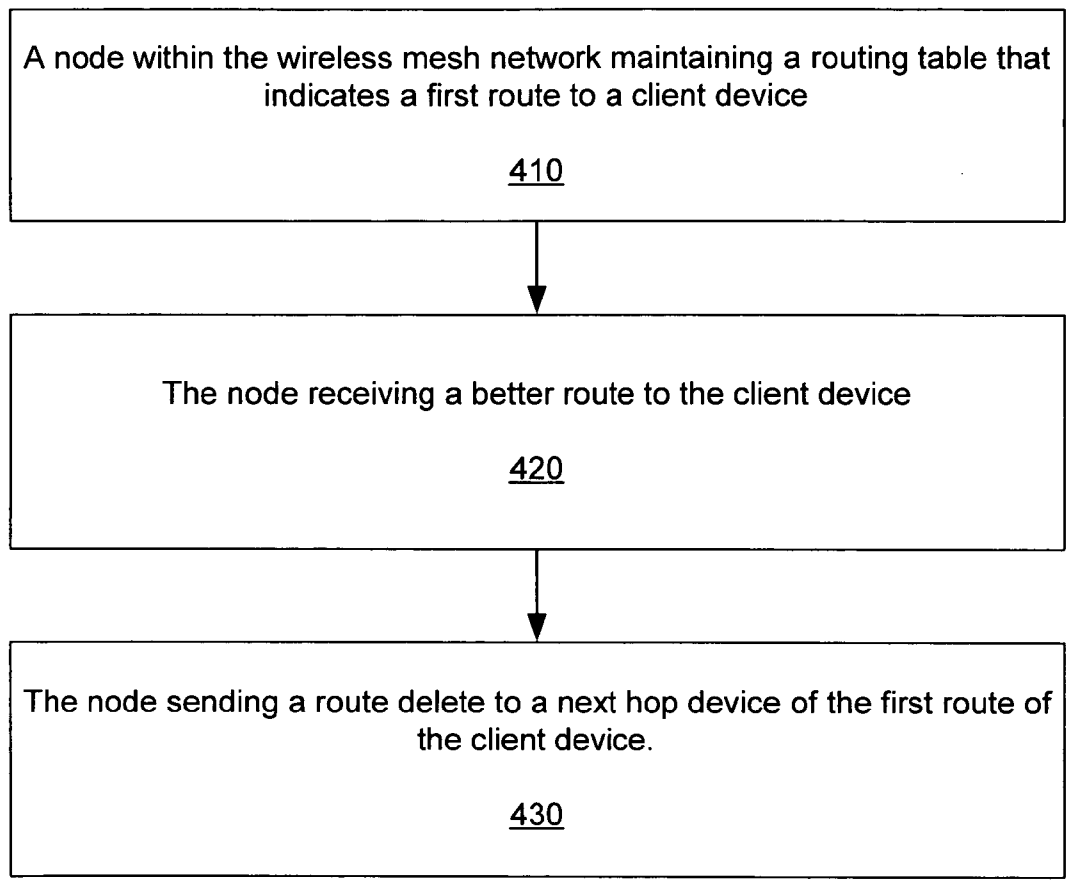 A node within the wireless mesh network maintaining a routing table that
indicates a first route to a client device
410
The node receiving a better route to the client device
420
The node sending a route delete to a next hop device of the first route of
the client device.
430